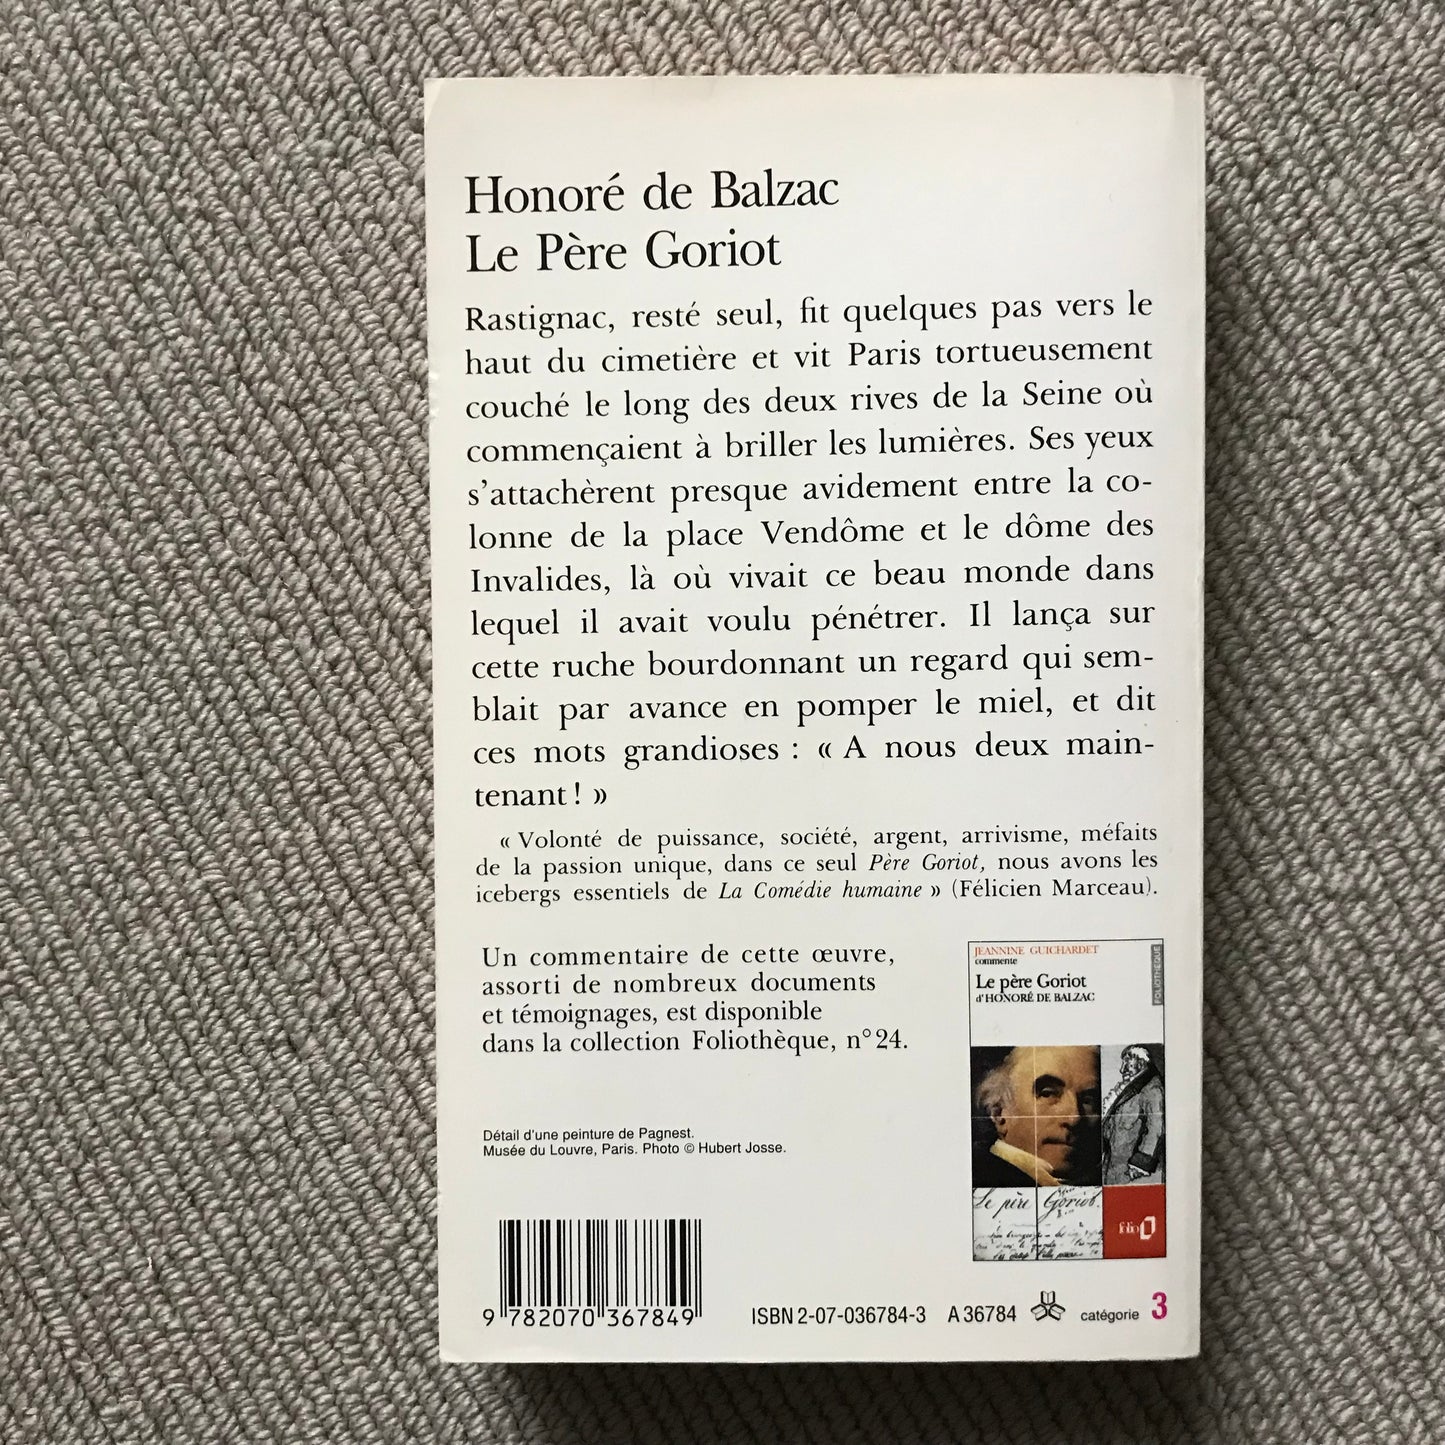 Honoré de Balzac
Le Père Goriot
Rastignac, resté seul, fit quelques pas vers le
haut du cimetière et vit Paris tortueusement
couché le long des deux rives de la Seine où
commençaient à briller les lumières. Ses yeux
s'attachèrent presque avidement entre la co-
lonne de la place Vendôme et le dôme des
Invalides, là où vivait ce beau monde dans
lequel il avait voulu pénétrer. Il lança sur
cette ruche bourdonnant un regard qui sem-
blait par avance en pomper le miel, et dit
ces mots grandioses : « A nous deux main-
tenant ! »
« Volonté de puissance, société, argent, arrivisme, méfaits
de la passion unique, dans ce seul Père Goriot, nous avons les
icebergs essentiels de La Comédie humaine » (Félicien Marceau).
Un commentaire de cette œuvre,
assorti de nombreux documents
et témoignages, est disponible
dans la collection Foliothèque, n° 24.
JEANNINE GUICHARDET
commente
Le père Goriot
d'HONORÉ DE BALZAC
FOLIOTHÈQUE
Le père Goriot.
folio
Détail d'une peinture de Pagnest.
Musée du Louvre, Paris. Photo © Hubert Josse.
9 782070 367849
ISBN 2-07-036784-3 A 36784 catégorie 3